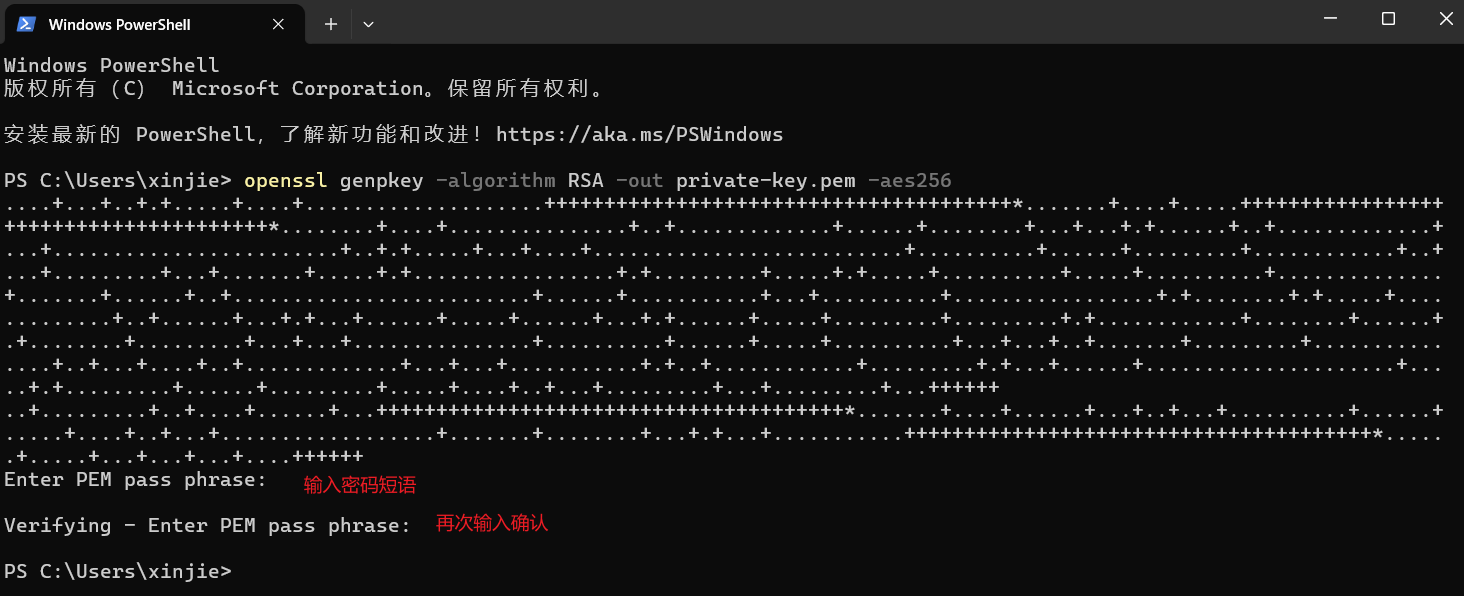 Windows PowerShell
Windows PowerShell
版权所有（C） Microsoft Corporation。保留所有权利。
安装最新的 PowerShell，了解新功能和改进！https://aka.ms/PSWindows
PS C:\Users\xinjie> openssl genpkey -algorithm RSA -out private-key.pem -aes256
Enter PEM pass phrase: 输入密码短语
Verifying - Enter PEM pass phrase: 再次输入确认
PS C:\Users\xinjie>